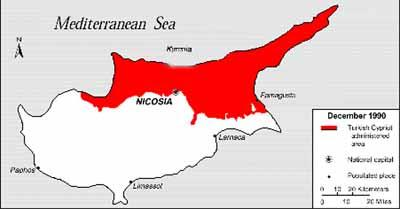 Mediterranean Sea
N
Kyrenia
Famagusta
NICOSIA
Larnaca
Paphos
Limassol
December 1990
Turkish Cypriot
administered
area
National capital
Populated place
0 10 20 Kilometers
0 10 20 Miles